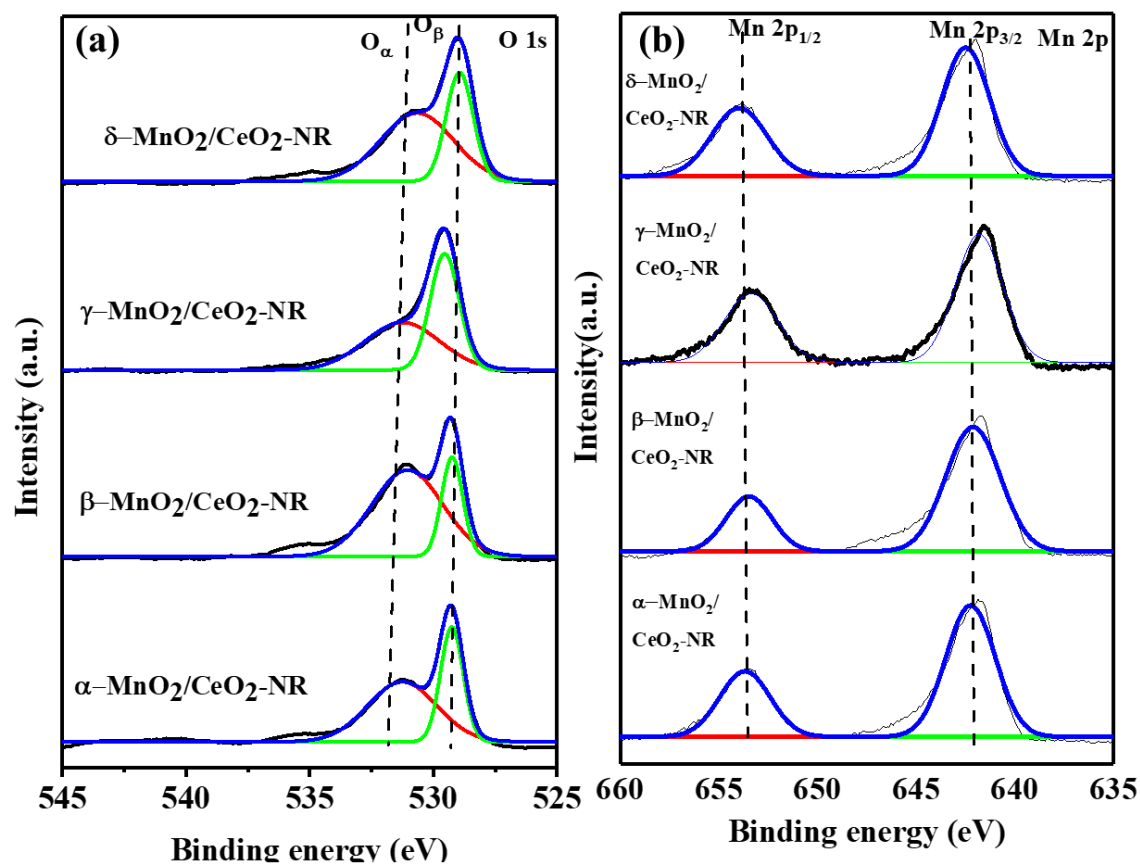 (a)
Oα
Oβ
O 1s
δ–MnO2/CeO2-NR
γ–MnO2/CeO2-NR
β–MnO2/CeO2-NR
α–MnO2/CeO2-NR
Intensity (a.u.)
545 540 535 530 525
Binding energy (eV)
(b)
Mn 2p1/2
Mn 2p3/2
Mn 2p
δ–MnO2/
CeO2-NR
γ–MnO2/
CeO2-NR
β–MnO2/
CeO2-NR
α–MnO2/
CeO2-NR
Intensity(a.u.)
660 655 650 645 640 635
Binding energy (eV)